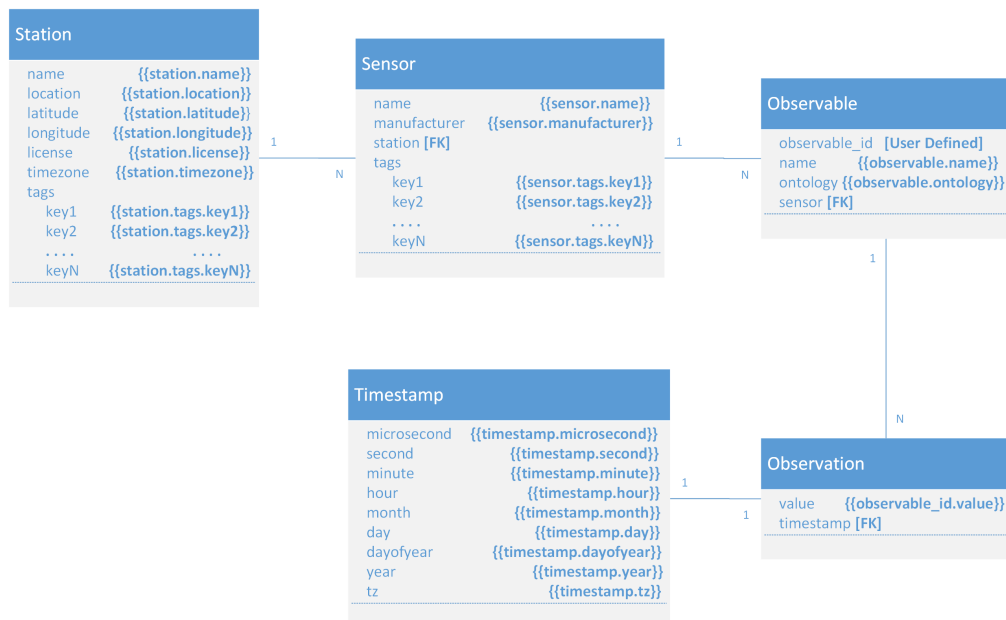 Station
name {{station.name}}
location {{station.location}}
latitude {{station.latitude}}
longitude {{station.longitude}}
license {{station.license}}
timezone {{station.timezone}}
tags
key1 {{station.tags.key1}}
key2 {{station.tags.key2}}
.... ....
keyN {{station.tags.keyN}}
1
N
Sensor
name {{sensor.name}}
manufacturer {{sensor.manufacturer}}
station [FK]
tags
key1 {{sensor.tags.key1}}
key2 {{sensor.tags.key2}}
.... ....
keyN {{sensor.tags.keyN}}
1
N
Observable
observable_id [User Defined]
name {{observable.name}}
ontology {{observable.ontology}}
sensor [FK]
1
N
Timestamp
microsecond {{timestamp.microsecond}}
second {{timestamp.second}}
minute {{timestamp.minute}}
hour {{timestamp.hour}}
month {{timestamp.month}}
day {{timestamp.day}}
dayofyear {{timestamp.dayofyear}}
year {{timestamp.year}}
tz {{timestamp.tz}}
1
1
Observation
value {{observable_id.value}}
timestamp [FK]